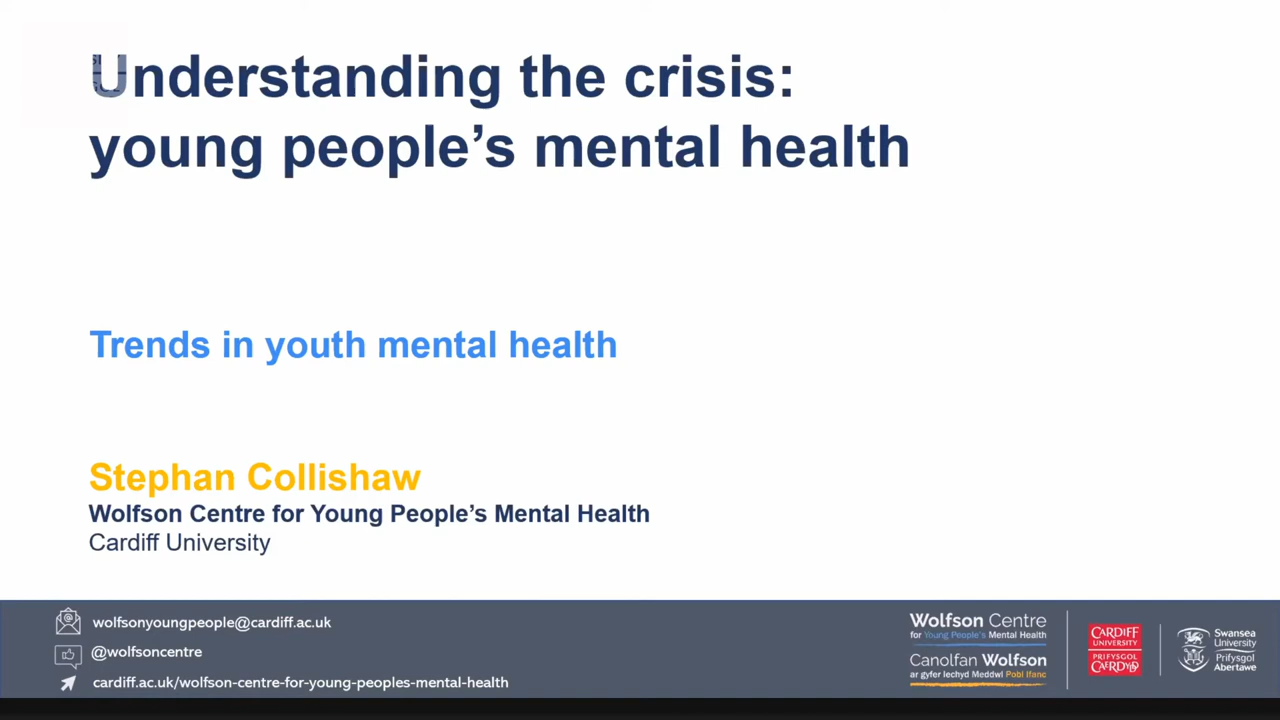 Understanding the crisis:
young people's mental health
Trends in youth mental health
Stephan Collishaw
Wolfson Centre for Young People's Mental Health
Cardiff University
wolfsonyoungpeople@cardiff.ac.uk
@wolfsoncentre
cardiff.ac.uk/wolfson-centre-for-young-peoples-mental-health
Wolfson Centre
for Young People's Mental Health
Canolfan Wolfson
ar gyfer Iechyd Meddwl Pobl Ifanc
CARDIFF
UNIVERSITY
PRIFYSGOL
CAERDYDD
Swansea
University
Prifysgol
Abertawe